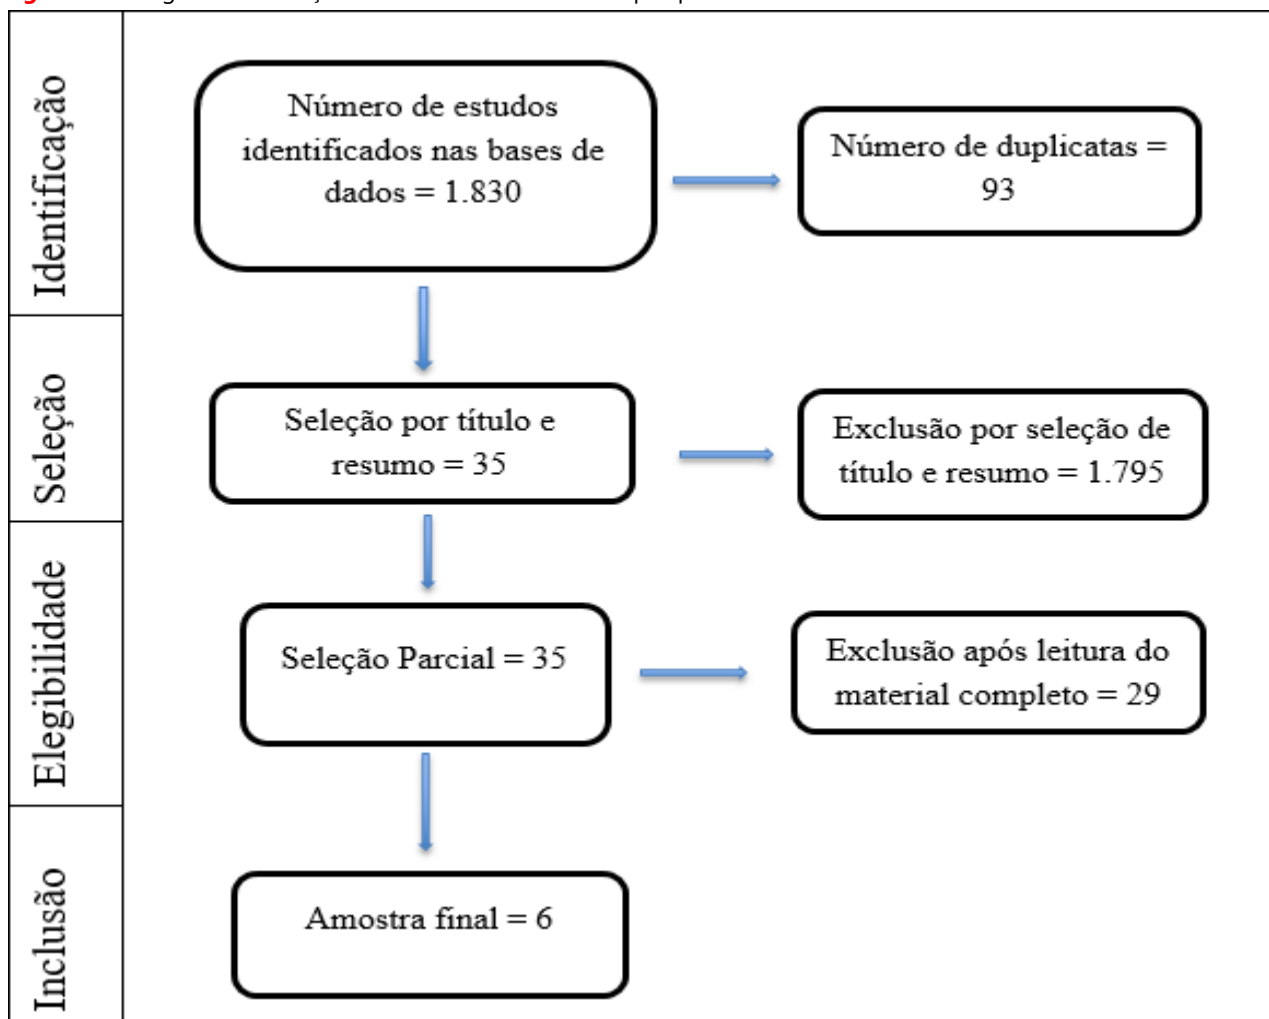 Identificação
Número de estudos
identificados nas bases de
dados = 1.830
Número de duplicatas =
93
Seleção
Seleção por título e
resumo = 35
Exclusão por seleção de
título e resumo = 1.795
Elegibilidade
Seleção Parcial = 35
Exclusão após leitura do
material completo = 29
Inclusão
Amostra final = 6